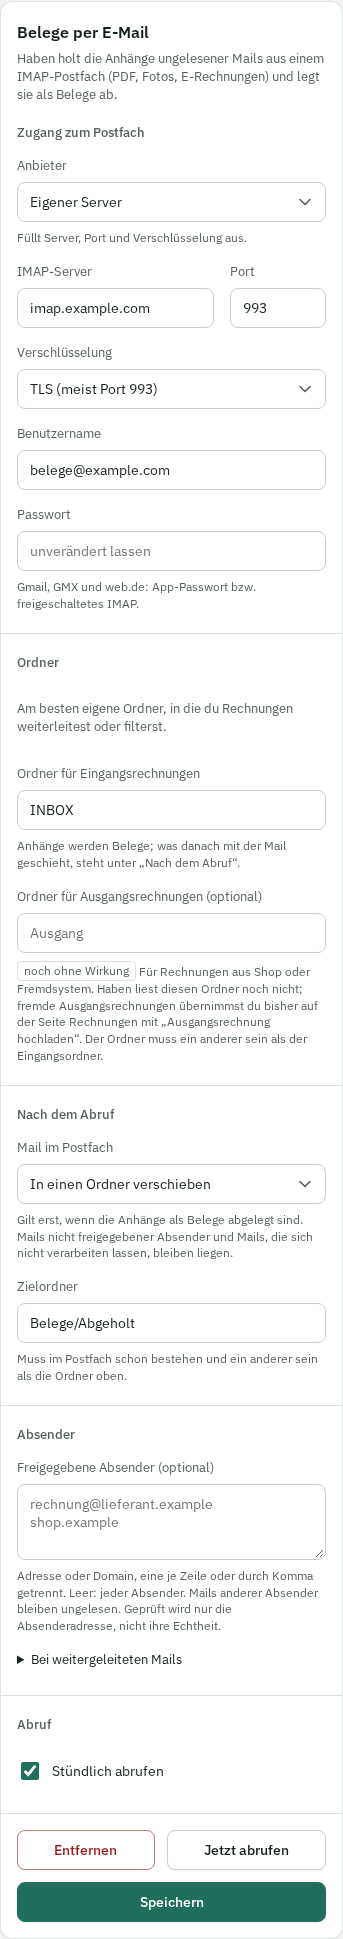 Belege per E-Mail
Haben holt die Anhänge ungelesener Mails aus einem
IMAP-Postfach (PDF, Fotos, E-Rechnungen) und legt
sie als Belege ab.
Zugang zum Postfach
Anbieter
Eigener Server
Füllt Server, Port und Verschlüsselung aus.
IMAP-Server Port
imap.example.com 993
Verschlüsselung
TLS (meist Port 993)
Benutzername
belege@example.com
Passwort
unverändert lassen
Gmail, GMX und web.de: App-Passwort bzw.
freigeschaltetes IMAP.
Ordner
Am besten eigene Ordner, in die du Rechnungen
weiterleitest oder filterst.
Ordner für Eingangsrechnungen
INBOX
Anhänge werden Belege; was danach mit der Mail
geschieht, steht unter „Nach dem Abruf“.
Ordner für Ausgangsrechnungen (optional)
Ausgang
noch ohne Wirkung Für Rechnungen aus Shop oder
Fremdsystem. Haben liest diesen Ordner noch nicht;
fremde Ausgangsrechnungen übernimmst du bisher auf
der Seite Rechnungen mit „Ausgangsrechnung
hochladen“. Der Ordner muss ein anderer sein als der
Eingangsordner.
Nach dem Abruf
Mail im Postfach
In einen Ordner verschieben
Gilt erst, wenn die Anhänge als Belege abgelegt sind.
Mails nicht freigegebener Absender und Mails, die sich
nicht verarbeiten lassen, bleiben liegen.
Zielordner
Belege/Abgeholt
Muss im Postfach schon bestehen und ein anderer sein
als die Ordner oben.
Absender
Freigegebene Absender (optional)
rechnung@lieferant.example
shop.example
Adresse oder Domain, eine je Zeile oder durch Komma
getrennt. Leer: jeder Absender. Mails anderer Absender
bleiben ungelesen. Geprüft wird nur die
Absenderadresse, nicht ihre Echtheit.
Bei weitergeleiteten Mails
Abruf
Stündlich abrufen
Entfernen Jetzt abrufen
Speichern